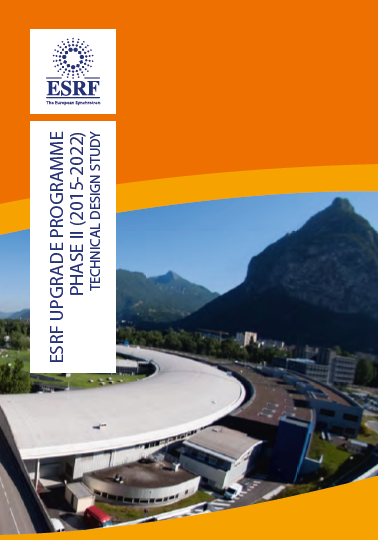 ESRF
The European Synchrotron
ESRF UPGRADE PROGRAMME
PHASE II (2015-2022)
TECHNICAL DESIGN STUDY